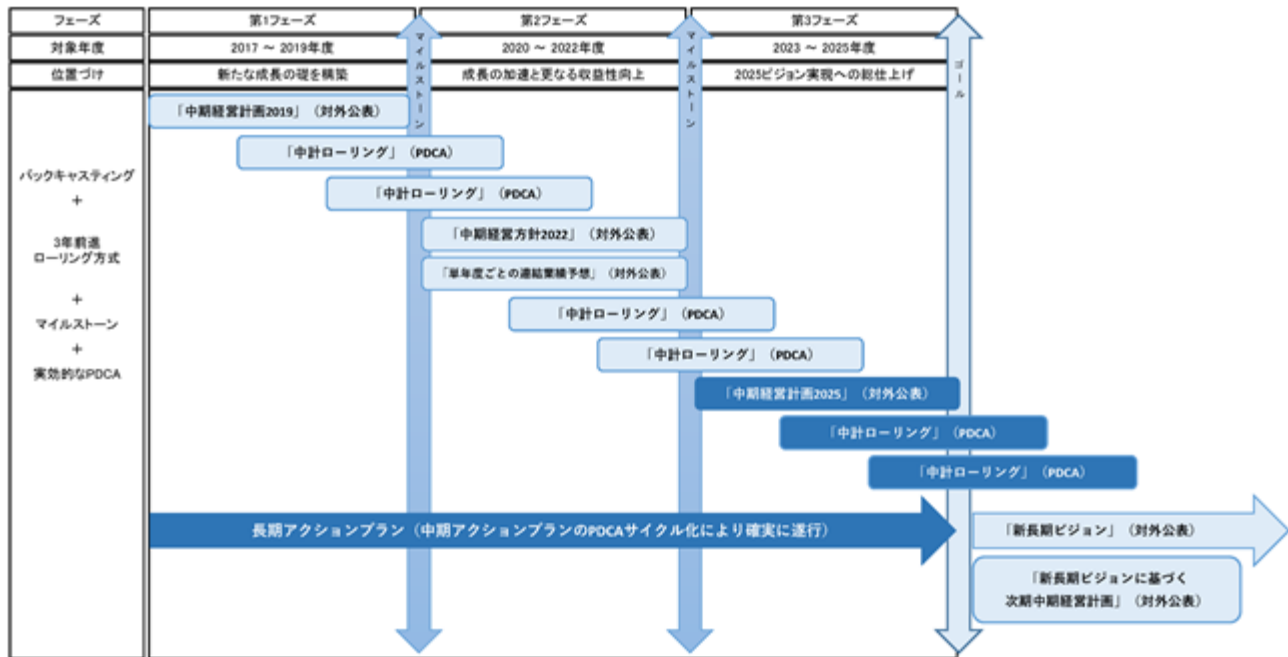 フェーズ
第1フェーズ
第2フェーズ
第3フェーズ
対象年度
2017 ～ 2019年度
2020 ～ 2022年度
2023 ～ 2025年度
位置づけ
新たな成長の礎を構築
成長の加速と更なる収益性向上
2025ビジョン実現への総仕上げ
マイルストーン
マイルストーン
ゴール
バックキャスティング
+
3年前進
ローリング方式
+
マイルストーン
+
実効的なPDCA
「中期経営計画2019」（対外公表）
「中計ローリング」（PDCA）
「中計ローリング」（PDCA）
「中期経営方針2022」（対外公表）
「単年度ごとの連結業績予想」（対外公表）
「中計ローリング」（PDCA）
「中計ローリング」（PDCA）
「中期経営計画2025」（対外公表）
「中計ローリング」（PDCA）
「中計ローリング」（PDCA）
長期アクションプラン（中期アクションプランのPDCAサイクル化により確実に遂行）
「新長期ビジョン」（対外公表）
「新長期ビジョンに基づく
次期中期経営計画」（対外公表）